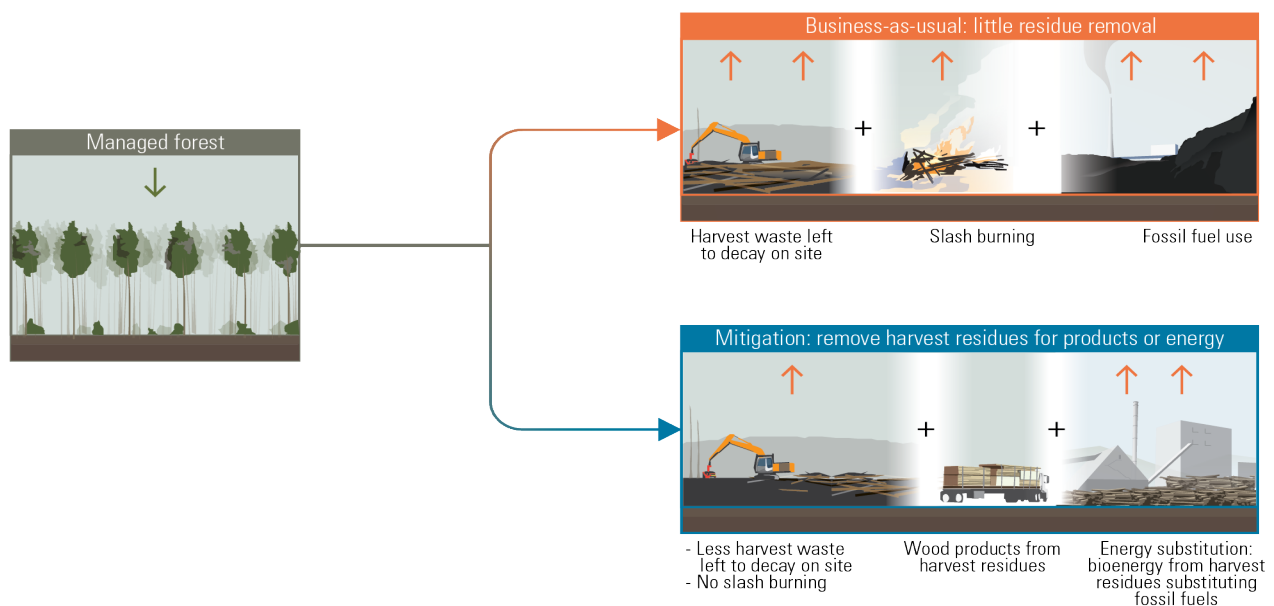 Managed forest
Business-as-usual: little residue removal
+
+
Harvest waste left
to decay on site
Slash burning
Fossil fuel use
Mitigation: remove harvest residues for products or energy
+
+
- Less harvest waste
left to decay on site
- No slash burning
Wood products from
harvest residues
Energy substitution:
bioenergy from harvest
residues substituting
fossil fuels